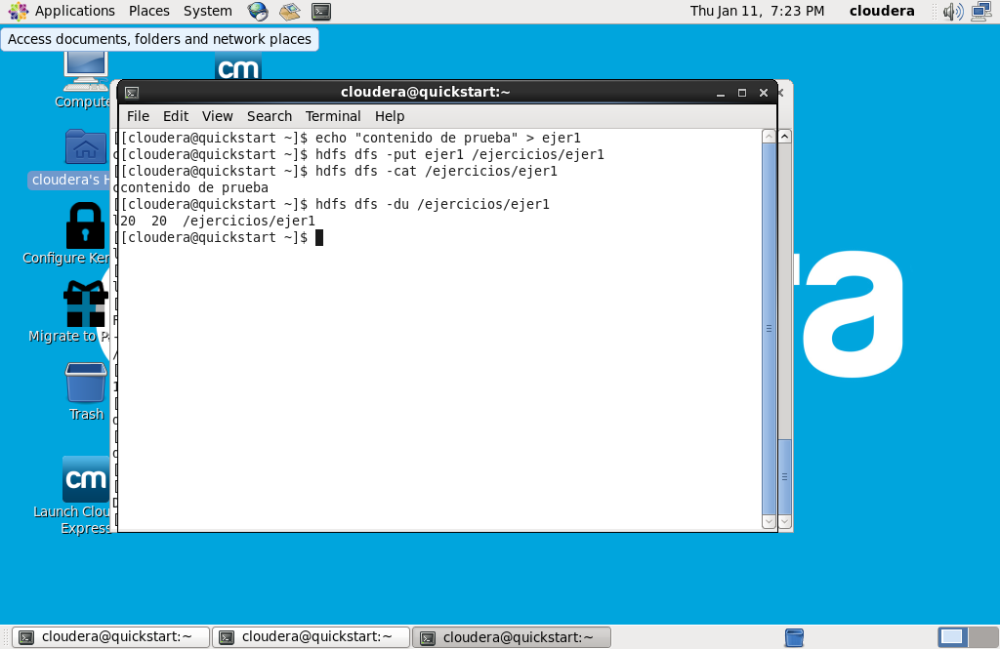 Applications Places System
Thu Jan 11, 7:23 PM cloudera
Access documents, folders and network places
cm
cloudera@quickstart:~
File Edit View Search Terminal Help
[cloudera@quickstart ~]$ echo "contenido de prueba" > ejer1
[cloudera@quickstart ~]$ hdfs dfs -put ejer1 /ejercicios/ejer1
[cloudera@quickstart ~]$ hdfs dfs -cat /ejercicios/ejer1
contenido de prueba
[cloudera@quickstart ~]$ hdfs dfs -du /ejercicios/ejer1
20  20  /ejercicios/ejer1
[cloudera@quickstart ~]$
Compute
cloudera's H
Configure Ker
Migrate to P
Trash
cm
Launch Clou
Express
ra
cloudera@quickstart:~
cloudera@quickstart:~
cloudera@quickstart:~